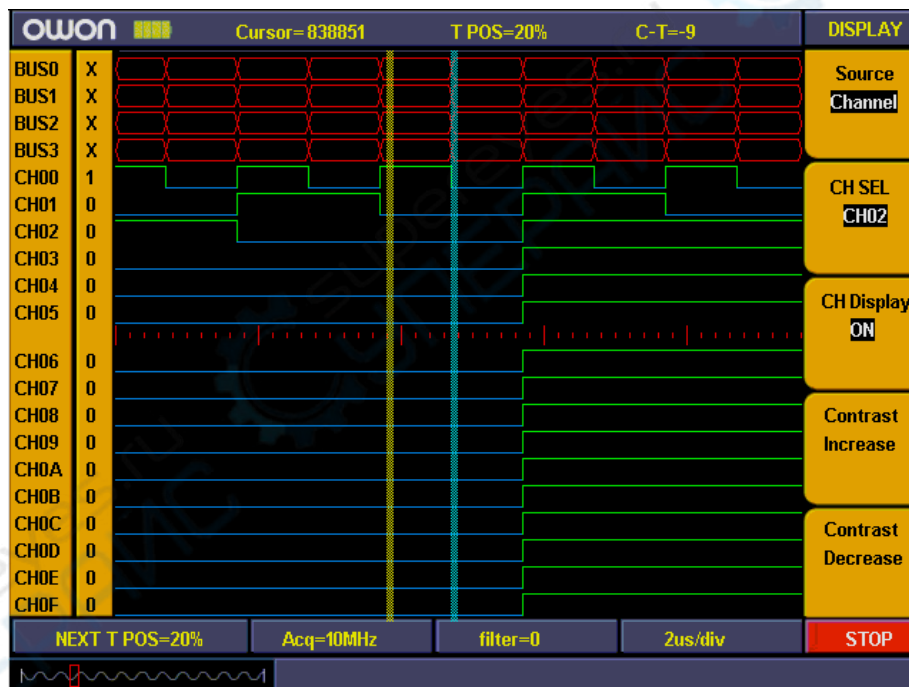 owon Cursor=838851 T POS=20% C-T=-9 DISPLAY
BUS0 X
BUS1 X
BUS2 X
BUS3 X
CH00 1
CH01 0
CH02 0
CH03 0
CH04 0
CH05 0
CH06 0
CH07 0
CH08 0
CH09 0
CH0A 0
CH0B 0
CH0C 0
CH0D 0
CH0E 0
CH0F 0
Source
Channel
CH SEL
CH02
CH Display
ON
Contrast
Increase
Contrast
Decrease
NEXT T POS=20% Acq=10MHz filter=0 2us/div STOP